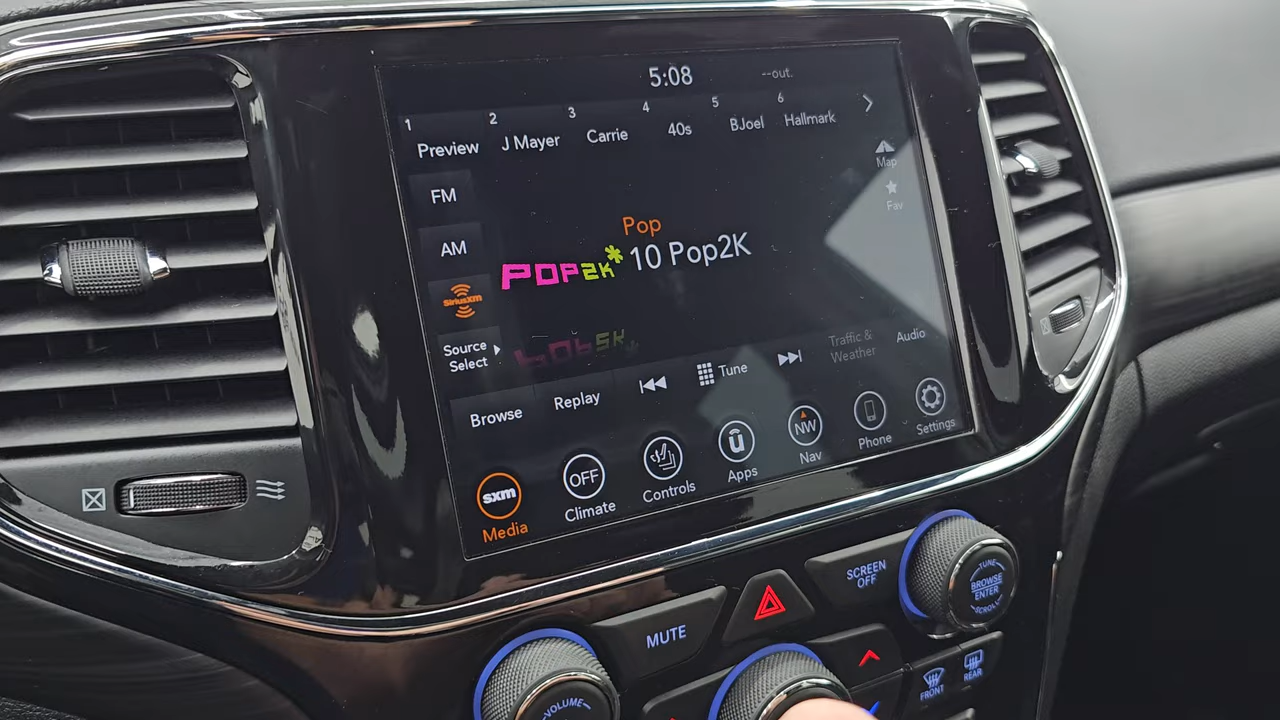 5:08
--out.
1
2
3
4
5
6
Preview
J Mayer
Carrie
40s
BJoel
Hallmark
Map
Fav
FM
AM
SiriusXM
Source
Select
Pop
POP2K*
10 Pop2K
Browse
Replay
Tune
Traffic &
Weather
Audio
sxm
Media
OFF
Climate
Controls
û
Apps
NW
Nav
Phone
Settings
SCREEN
OFF
TUNE
BROWSE
ENTER
SCROLL
MUTE
VOLUME
FRONT
REAR